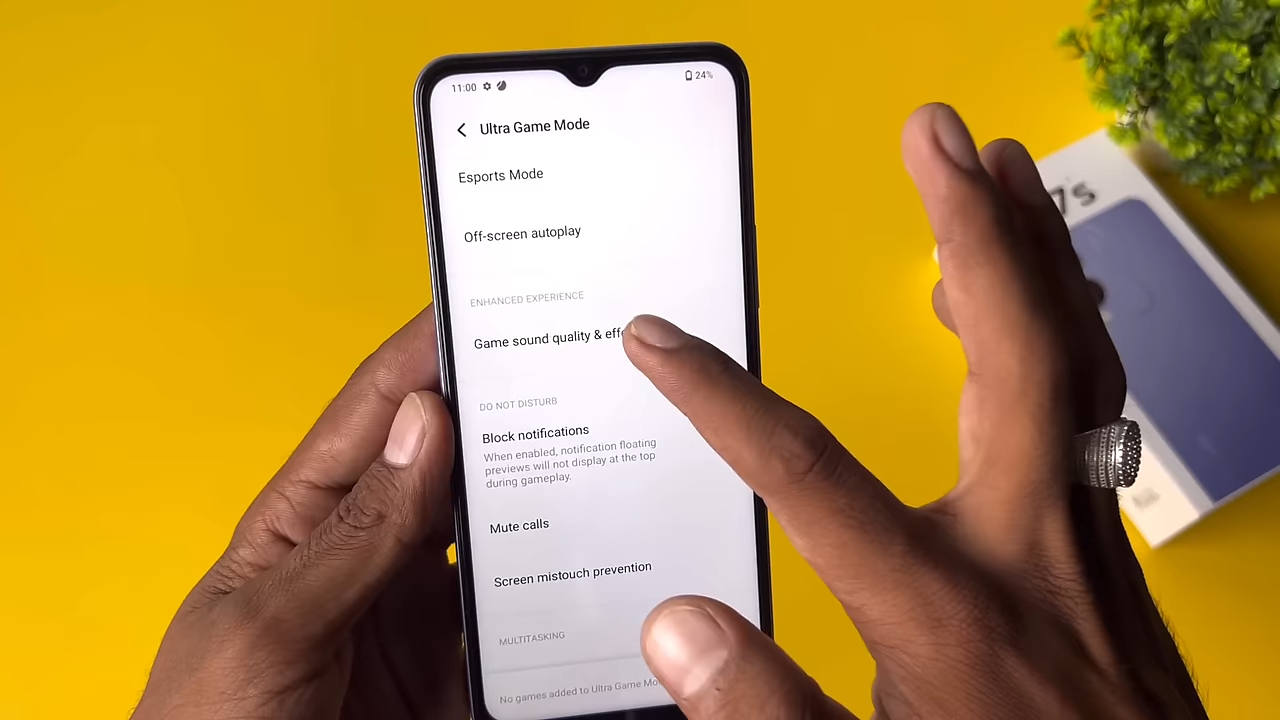 11:00
24%
Ultra Game Mode
Esports Mode
Off-screen autoplay
ENHANCED EXPERIENCE
Game sound quality &
DO NOT DISTURB
Block notifications
When enabled, notification floating
previews will not display at the top
during gameplay.
Mute calls
Screen mistouch prevention
MULTITASKING
No games added to Ultra Game
7s